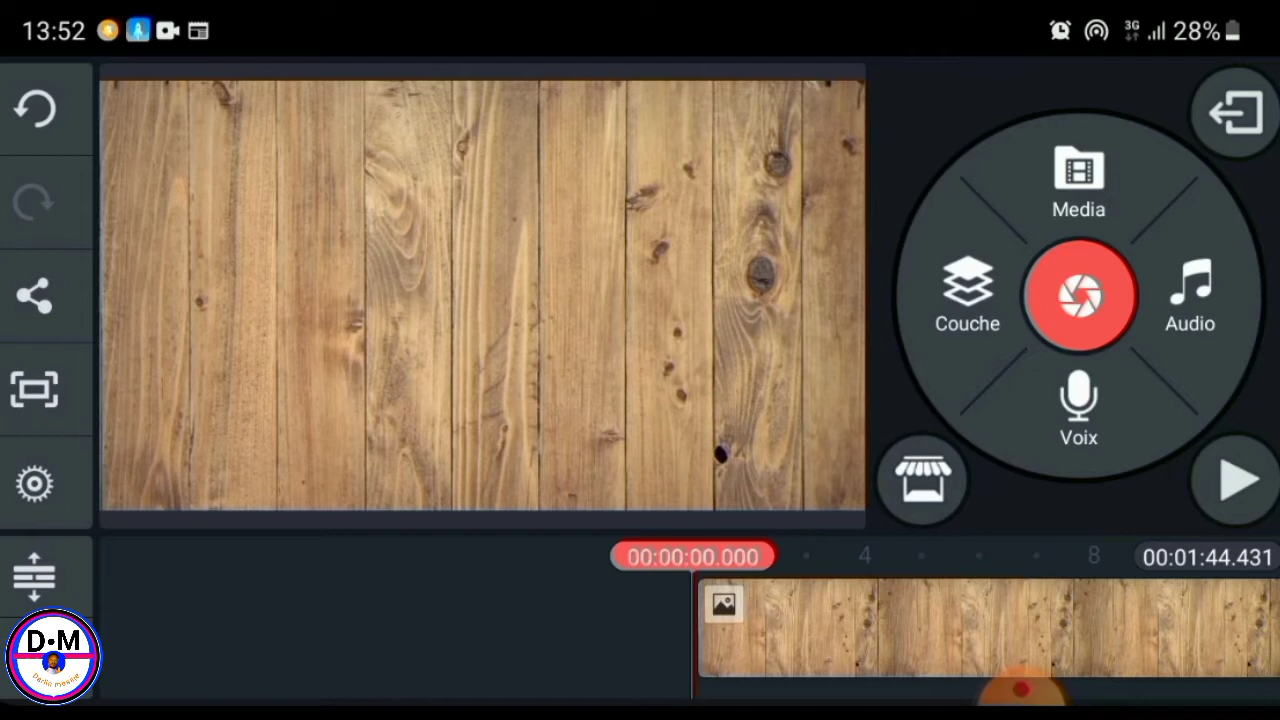 13:52
3G
28%
Media
Couche
Audio
Voix
00:00:00.000
4
8
00:01:44.431
D•M